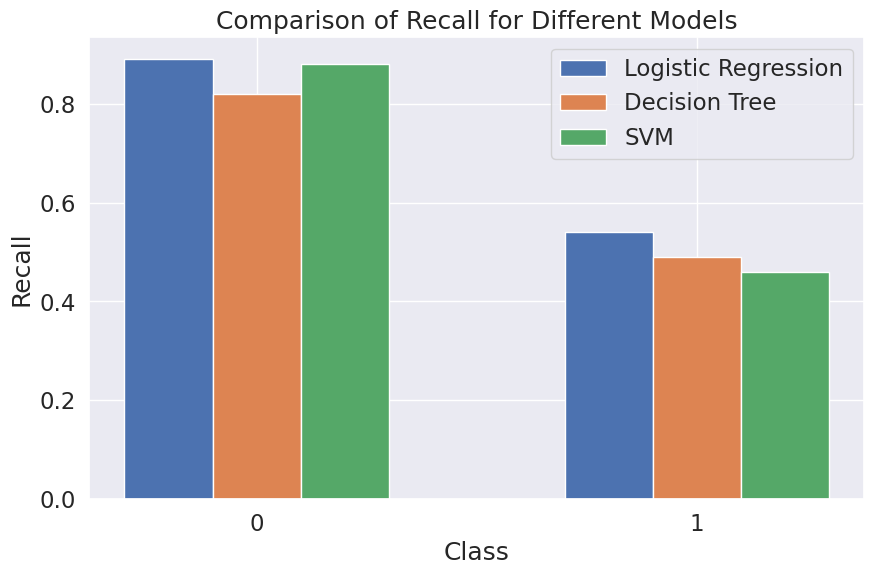 Comparison of Recall for Different Models
Logistic Regression
Decision Tree
SVM
Recall
0.8
0.6
0.4
0.2
0.0
0
1
Class